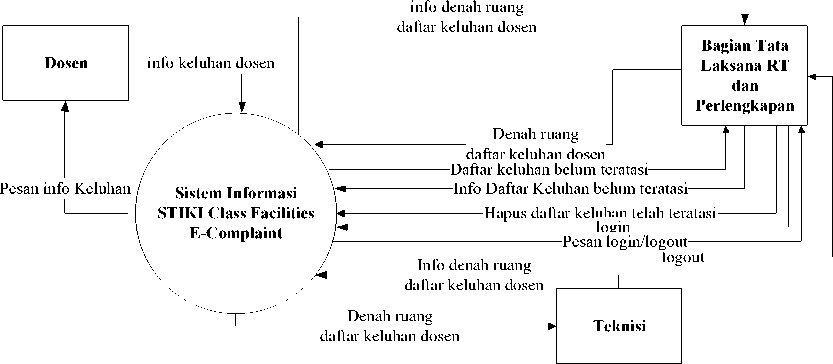 info denah ruang
daftar keluhan dosen
Dosen
info keluhan dosen
Bagian Tata
Laksana RT
dan
Perlengkapan
Denah ruang
daftar keluhan dosen
Daftar keluhan belum teratasi
Pesan info Keluhan
Info Daftar Keluhan belum teratasi
Sistem Informasi
STIKI Class Facilities
E-Complaint
Hapus daftar keluhan telah teratasi
login
Pesan login/logout
logout
Info denah ruang
daftar keluhan dosen
Denah ruang
daftar keluhan dosen
Teknisi